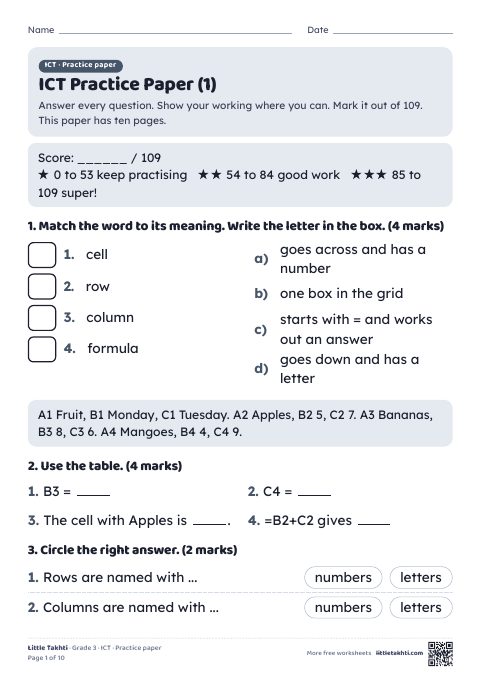 Name ____ Date ____
ICT · Practice paper
ICT Practice Paper (1)
Answer every question. Show your working where you can. Mark it out of 109.
This paper has ten pages.
Score: ______ / 109
★ 0 to 53 keep practising ★★ 54 to 84 good work ★★★ 85 to
109 super!
1. Match the word to its meaning. Write the letter in the box. (4 marks)
1. cell
2. row
3. column
4. formula
a) goes across and has a
number
b) one box in the grid
c) starts with = and works
out an answer
d) goes down and has a
letter
A1 Fruit, B1 Monday, C1 Tuesday. A2 Apples, B2 5, C2 7. A3 Bananas,
B3 8, C3 6. A4 Mangoes, B4 4, C4 9.
2. Use the table. (4 marks)
1. B3 = ____ 2. C4 = ____
3. The cell with Apples is ____. 4. =B2+C2 gives ____
3. Circle the right answer. (2 marks)
1. Rows are named with ... numbers letters
2. Columns are named with ... numbers letters
Little Takhti · Grade 3 · ICT · Practice paper
Page 1 of 10
More free worksheets littletakhti.com